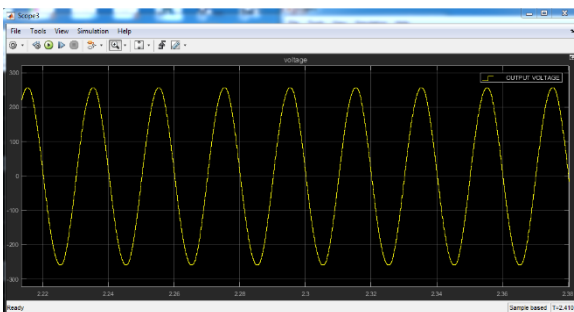 Scope3
File Tools View Simulation Help
voltage
OUTPUT VOLTAGE
300
200
100
0
-100
-200
-300
2.22 2.24 2.26 2.28 2.3 2.32 2.34 2.36 2.38
Ready Sample based T=2.410